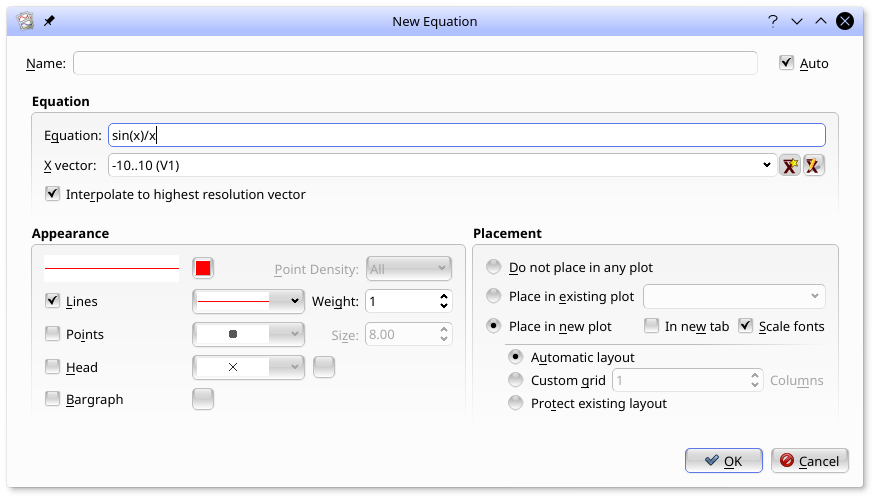 New Equation
Name: Auto
Equation
Equation: sin(x)/x
X vector: -10..10 (V1)
Interpolate to highest resolution vector
Appearance
Point Density: All
Lines Weight: 1
Points Size: 8.00
Head
Bargraph
Placement
Do not place in any plot
Place in existing plot
Place in new plot In new tab Scale fonts
Automatic layout
Custom grid 1 Columns
Protect existing layout
OK Cancel